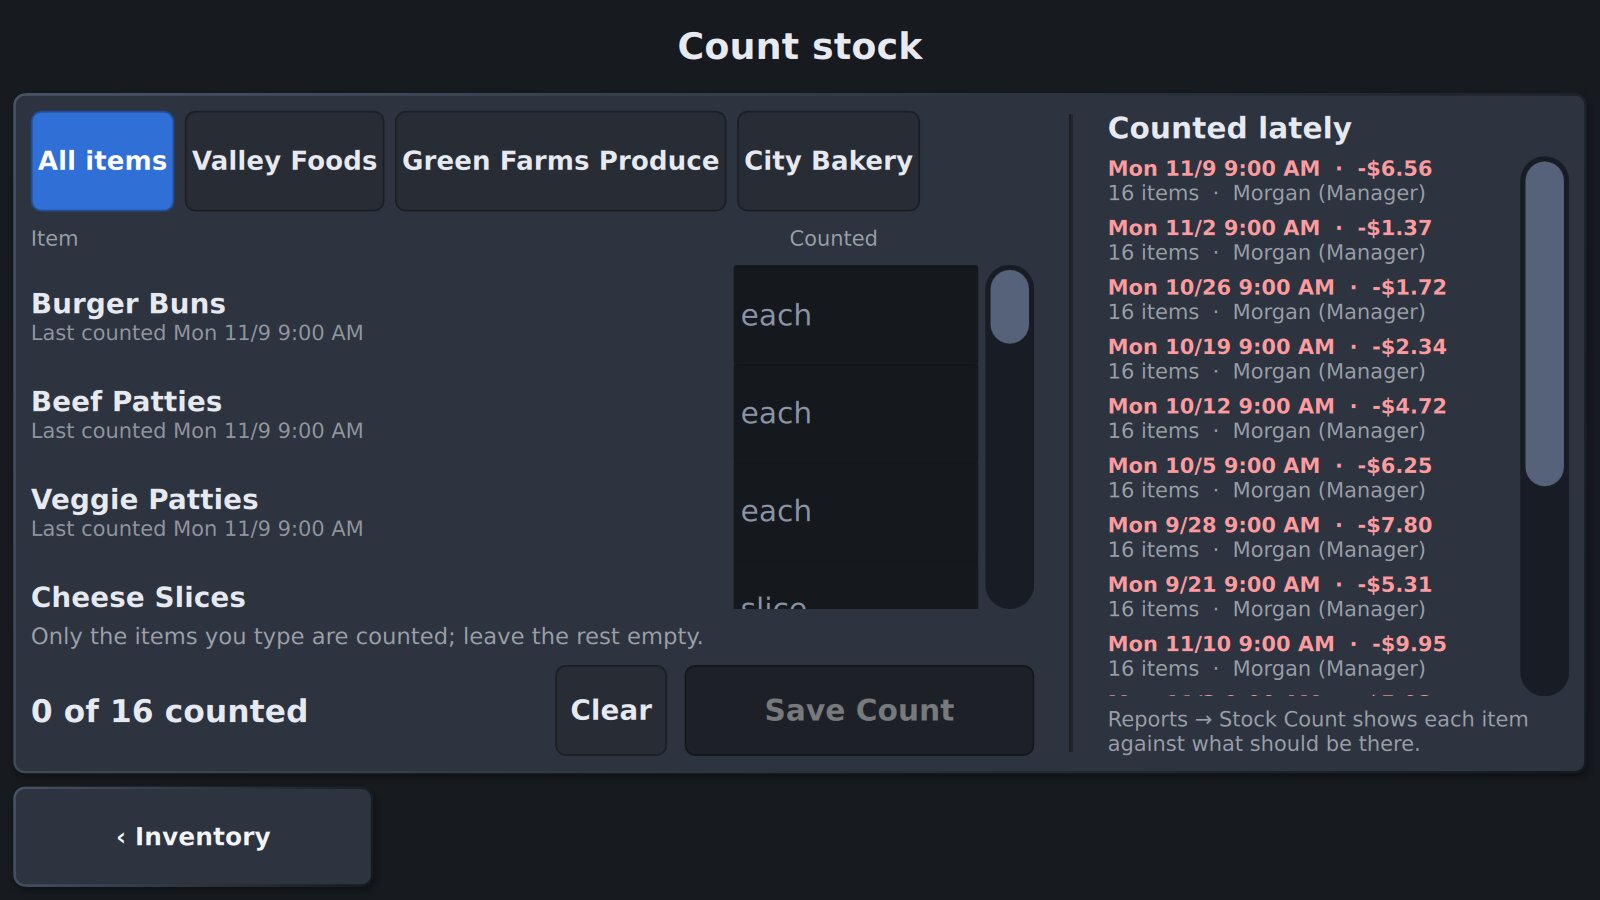 Count stock
All items
Valley Foods
Green Farms Produce
City Bakery
Item
Counted
Burger Buns
Last counted Mon 11/9 9:00 AM
each
Beef Patties
Last counted Mon 11/9 9:00 AM
each
Veggie Patties
Last counted Mon 11/9 9:00 AM
each
Cheese Slices
slice
Only the items you type are counted; leave the rest empty.
0 of 16 counted
Clear
Save Count
Counted lately
Mon 11/9 9:00 AM · -$6.56
16 items · Morgan (Manager)
Mon 11/2 9:00 AM · -$1.37
16 items · Morgan (Manager)
Mon 10/26 9:00 AM · -$1.72
16 items · Morgan (Manager)
Mon 10/19 9:00 AM · -$2.34
16 items · Morgan (Manager)
Mon 10/12 9:00 AM · -$4.72
16 items · Morgan (Manager)
Mon 10/5 9:00 AM · -$6.25
16 items · Morgan (Manager)
Mon 9/28 9:00 AM · -$7.80
16 items · Morgan (Manager)
Mon 9/21 9:00 AM · -$5.31
16 items · Morgan (Manager)
Mon 11/10 9:00 AM · -$9.95
16 items · Morgan (Manager)
Reports → Stock Count shows each item
against what should be there.
‹ Inventory